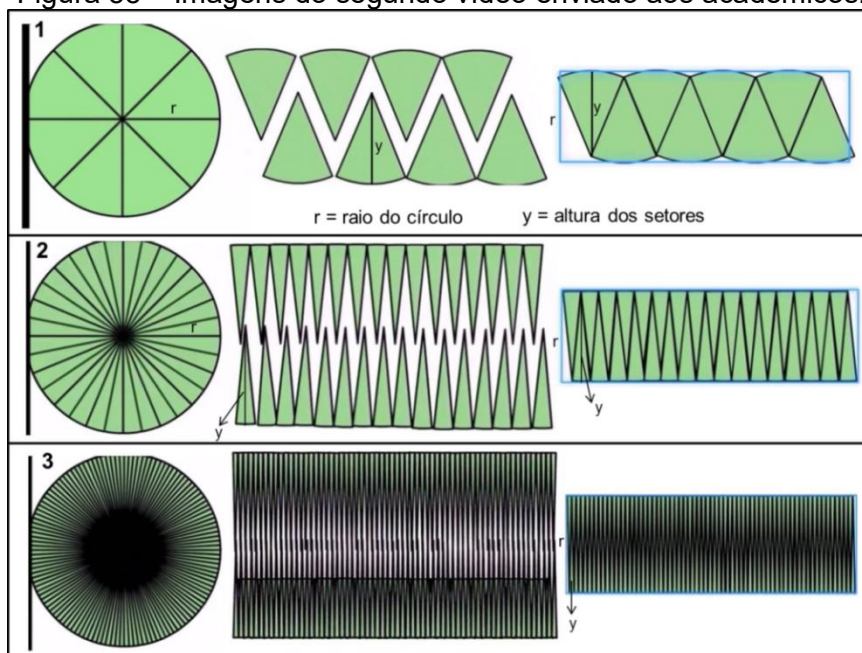 Figura 38 – Imagens do segundo vídeo enviado aos acadêmicos.
1
r
y
r
y
r = raio do círculo
y = altura dos setores
2
r
y
r
y
3
r
y